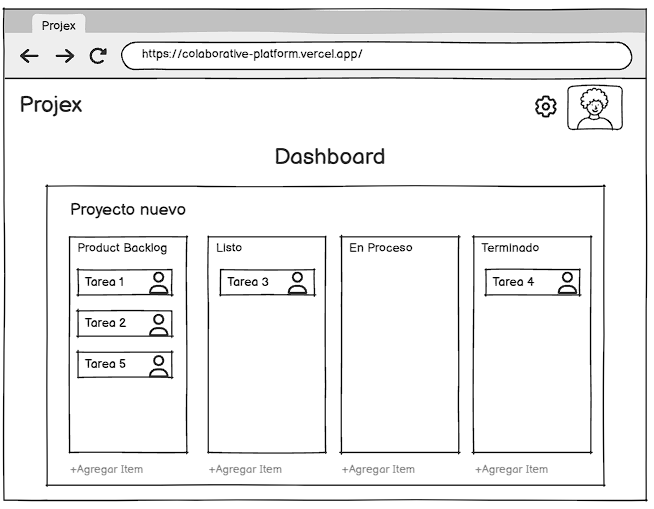 Projex
https://colaborative-platform.vercel.app/
Projex
Dashboard
Proyecto nuevo
Product Backlog
Tarea 1
Tarea 2
Tarea 5
+Agregar Item
Listo
Tarea 3
+Agregar Item
En Proceso
+Agregar Item
Terminado
Tarea 4
+Agregar Item